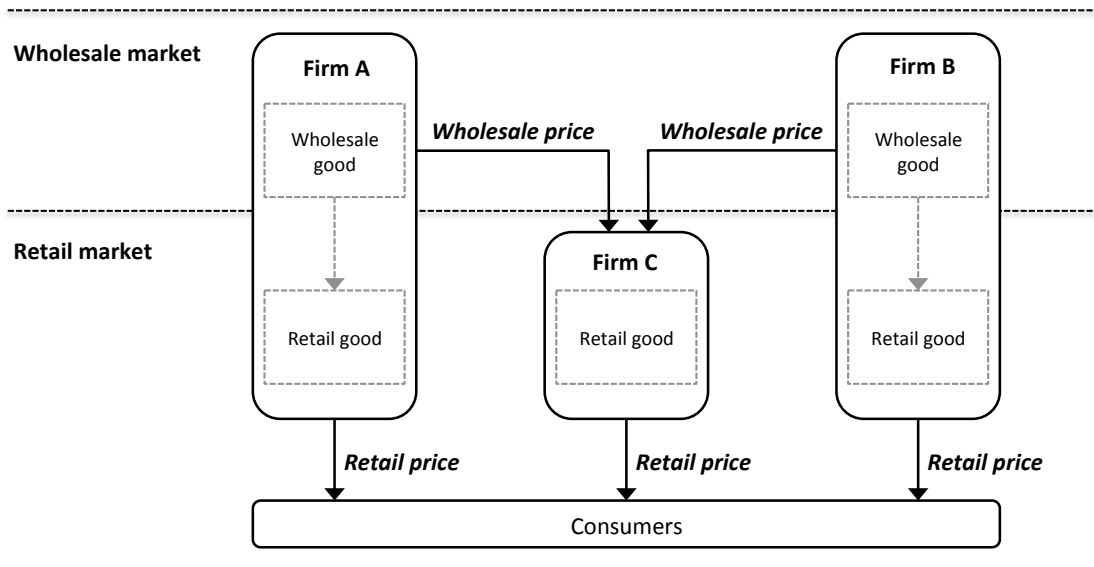 Wholesale market
Firm A
Firm B
Wholesale
good
Wholesale price
Wholesale price
Wholesale
good
Retail market
Firm C
Retail good
Retail good
Retail good
Retail price
Retail price
Retail price
Consumers